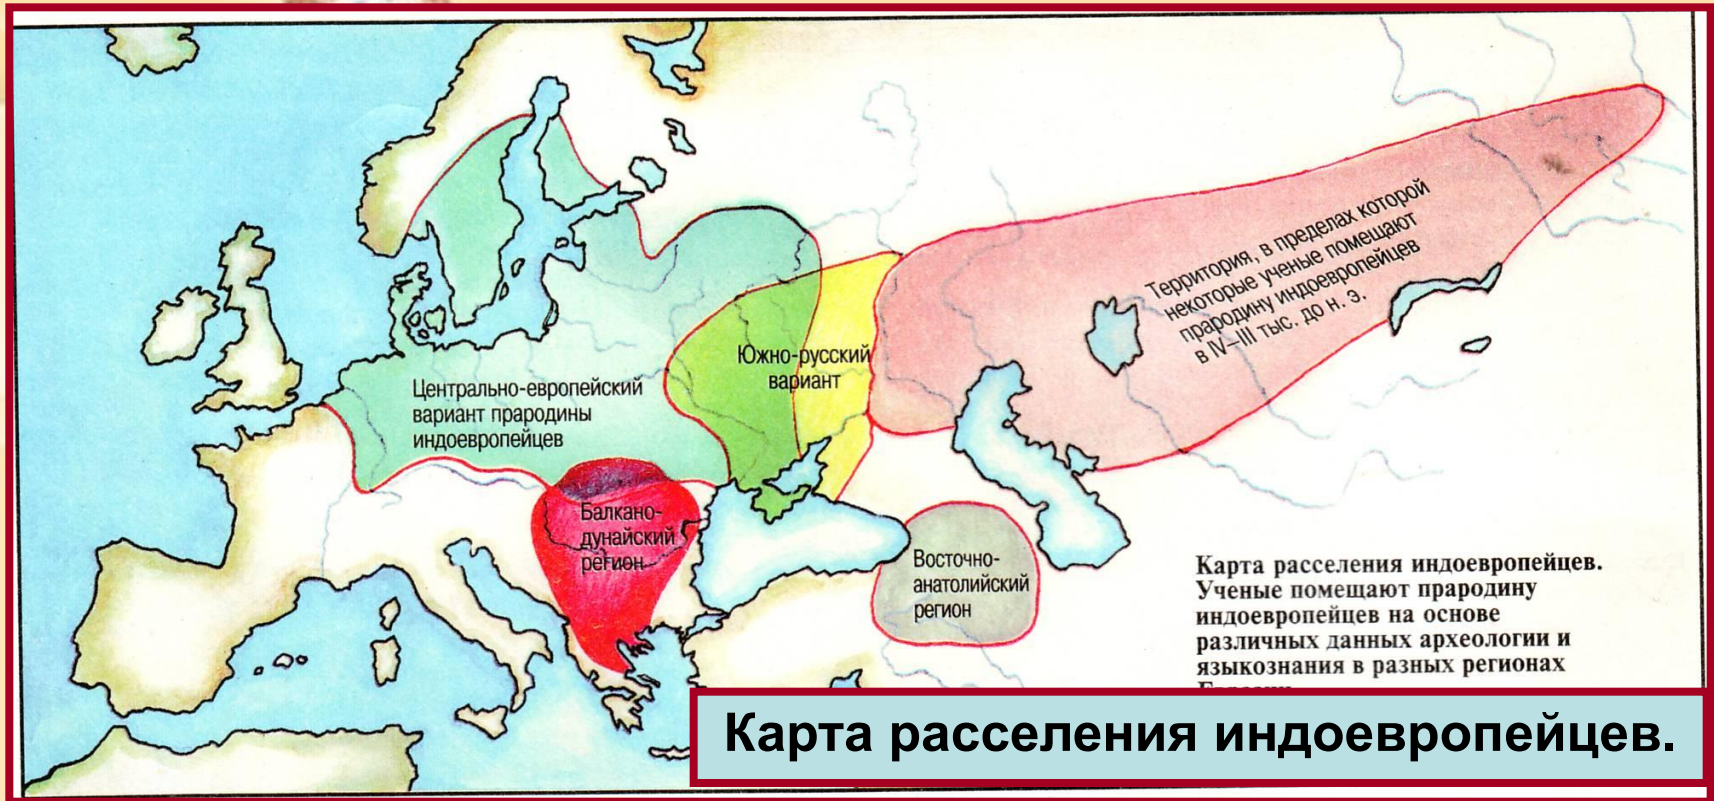 Территория, в пределах которой
некоторые ученые помещают
прародину индоевропейцев
в IV–III тыс. до н. э.
Южно-русский
вариант
Центрально-европейский
вариант прародины
индоевропейцев
Балкано-
дунайский
регион
Восточно-
анатолийский
регион
Карта расселения индоевропейцев.
Ученые помещают прародину
индоевропейцев на основе
различных данных археологии и
языкознания в разных регионах
Карта расселения индоевропейцев.